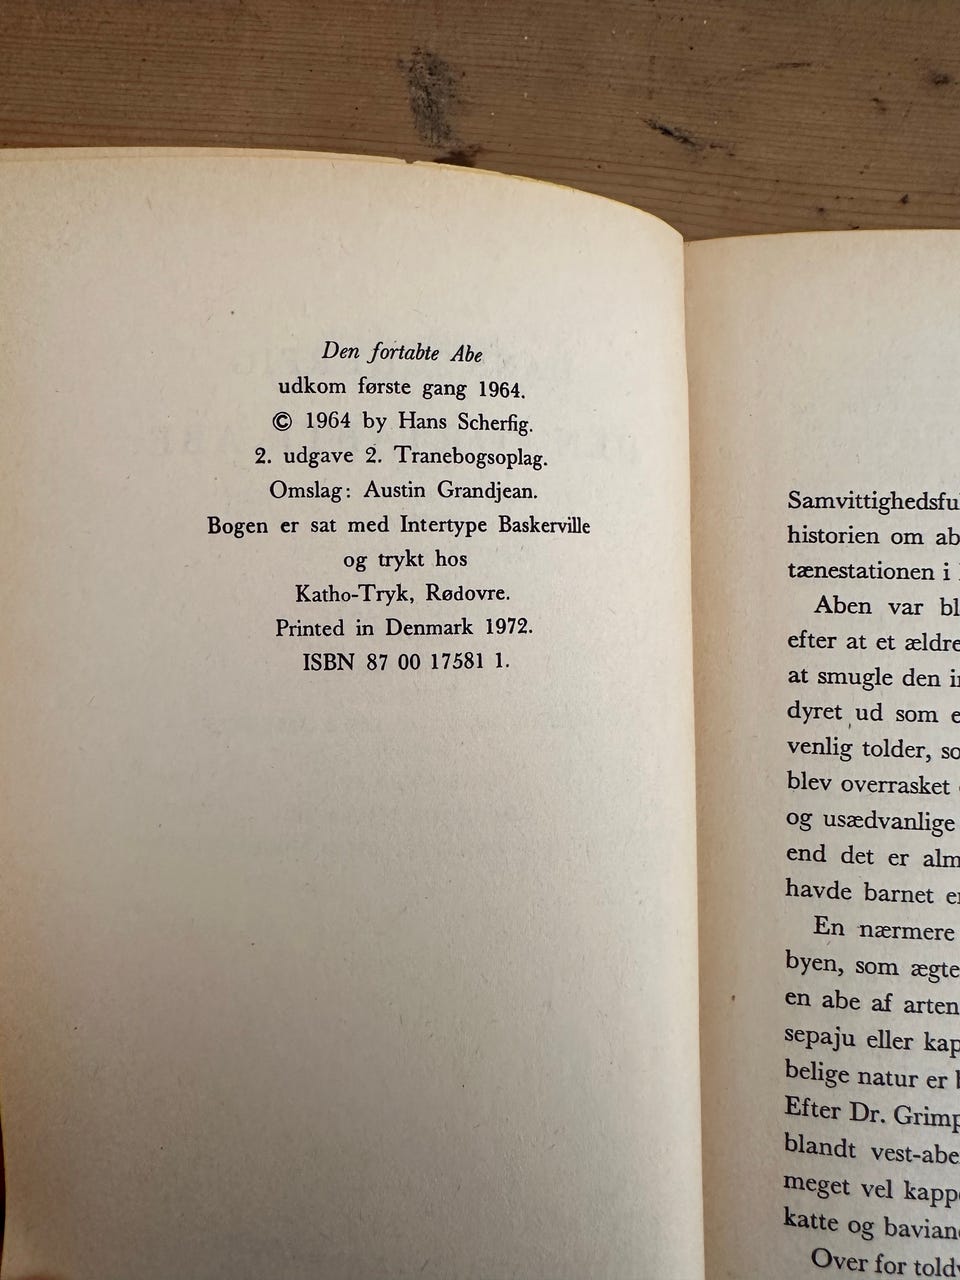 Den fortabte Abe
udkom første gang 1964.
© 1964 by Hans Scherfig.
2. udgave 2. Tranebogsoplag.
Omslag: Austin Grandjean.
Bogen er sat med Intertype Baskerville
og trykt hos
Katho-Tryk, Rødovre.
Printed in Denmark 1972.
ISBN 87 00 17581 1.
Samvittighedsfu
historien om ab
tænestationen i
Aben var bl
efter at et ældre
at smugle den i
dyret ud som e
venlig tolder, so
blev overrasket
og usædvanlige
end det er alm
havde barnet e
En nærmere
byen, som ægte
en abe af arten
sepaju eller kap
belige natur er
Efter Dr. Grimp
blandt vest-abe
meget vel kapp
katte og bavian
Over for told